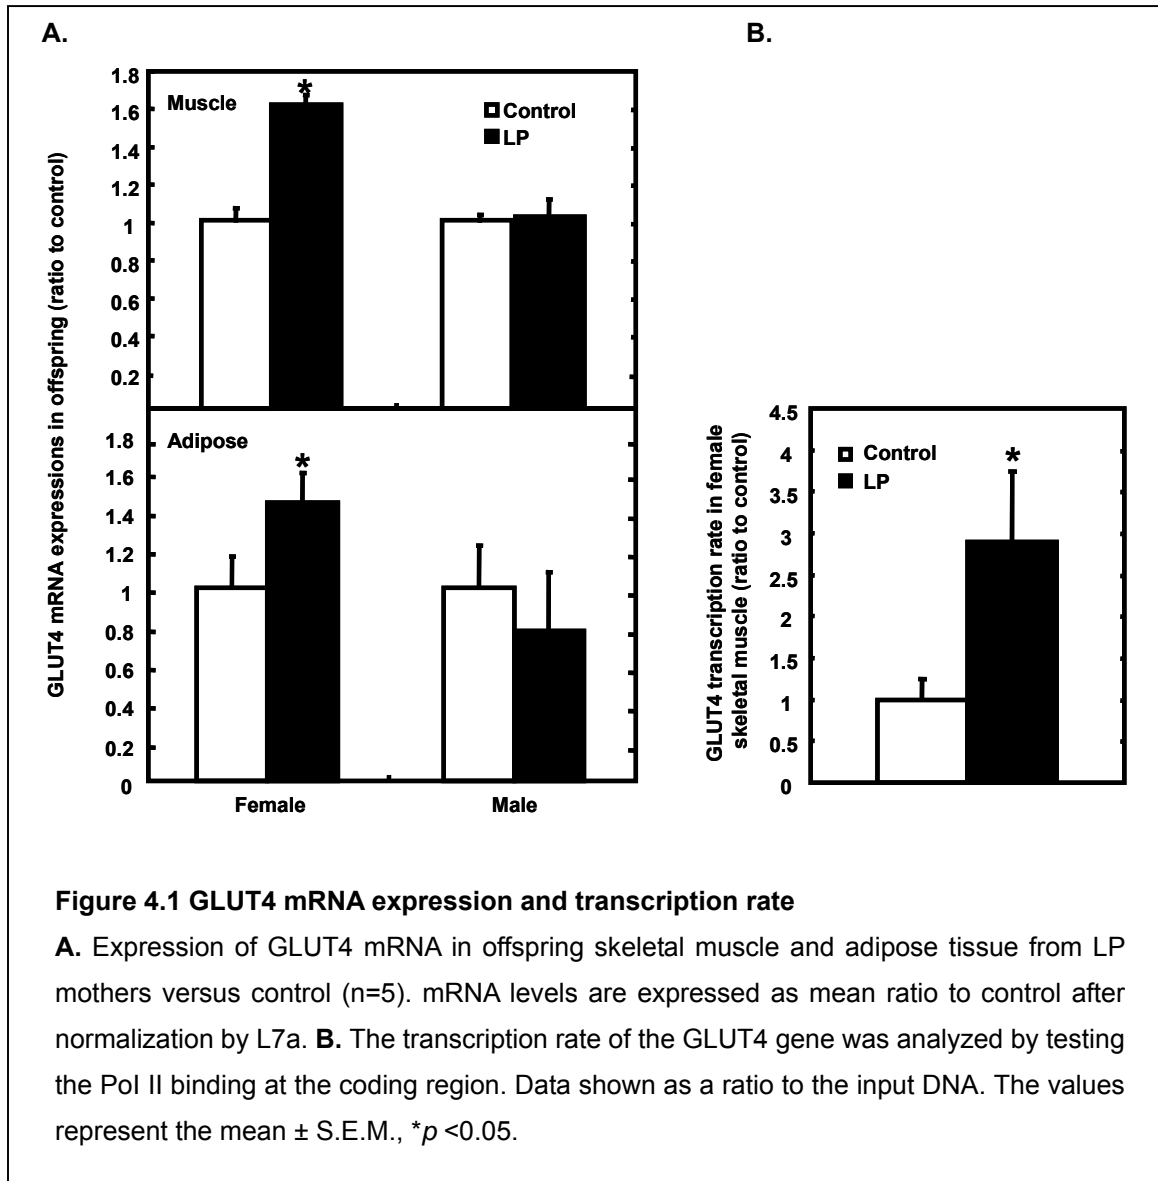 A.
B.
GLUT4 mRNA expressions in offspring (ratio to control)
1.8
1.6
1.4
1.2
1
0.8
0.6
0.4
0.2
Muscle
*
Control
LP
1.8
1.6
1.4
1.2
1
0.8
0.6
0.4
0.2
0
Adipose
*
Female
Male
GLUT4 transcription rate in female
skeletal muscle (ratio to control)
4.5
4
3.5
3
2.5
2
1.5
1
0.5
0
Control
LP
*
Figure 4.1 GLUT4 mRNA expression and transcription rate
A. Expression of GLUT4 mRNA in offspring skeletal muscle and adipose tissue from LP
mothers versus control (n=5). mRNA levels are expressed as mean ratio to control after
normalization by L7a. B. The transcription rate of the GLUT4 gene was analyzed by testing
the Pol II binding at the coding region. Data shown as a ratio to the input DNA. The values
represent the mean ± S.E.M., *p <0.05.